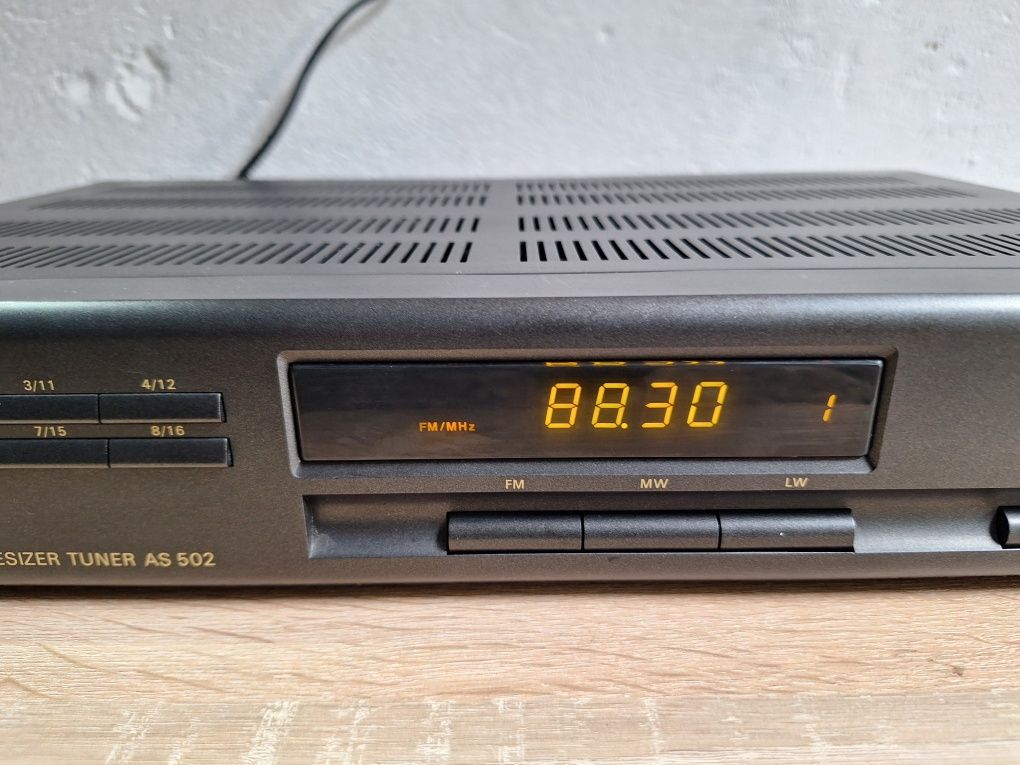 3/11 4/12
7/15 8/16
88.30 1
FM/MHz
FM MW LW
ESIZER TUNER AS 502